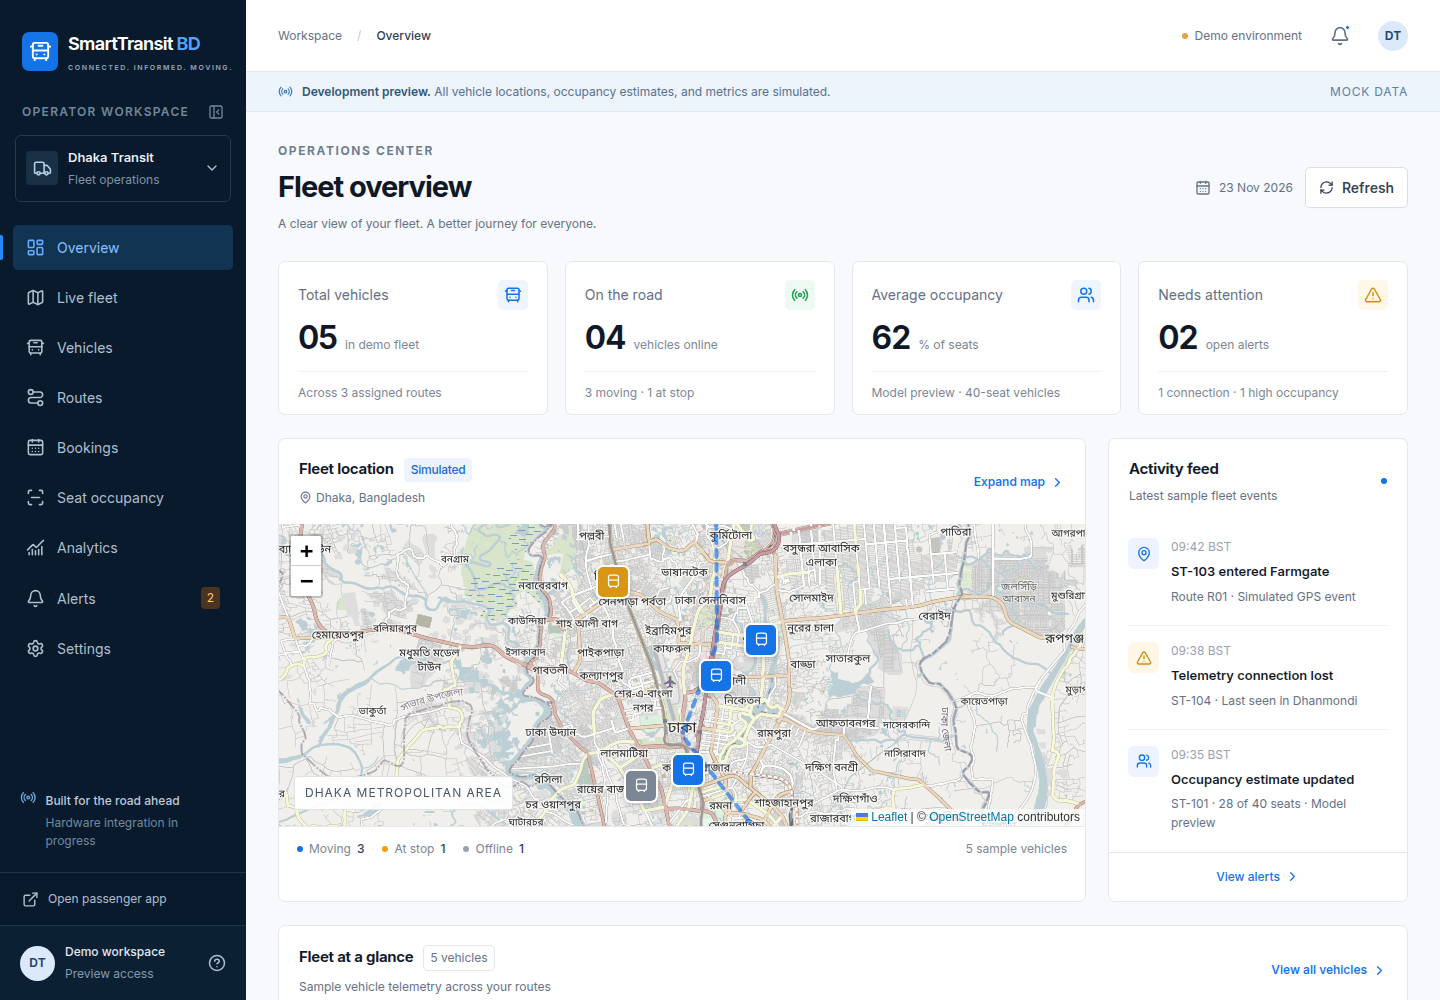 SmartTransit BD
CONNECTED. INFORMED. MOVING.
OPERATOR WORKSPACE
Dhaka Transit
Fleet operations
Overview
Live fleet
Vehicles
Routes
Bookings
Seat occupancy
Analytics
Alerts 2
Settings
Built for the road ahead
Hardware integration in
progress
Open passenger app
DT
Demo workspace
Preview access
Workspace / Overview
Demo environment
DT
Development preview. All vehicle locations, occupancy estimates, and metrics are simulated.
MOCK DATA
OPERATIONS CENTER
Fleet overview
A clear view of your fleet. A better journey for everyone.
23 Nov 2026
Refresh
Total vehicles
05 in demo fleet
Across 3 assigned routes
On the road
04 vehicles online
3 moving · 1 at stop
Average occupancy
62 % of seats
Model preview · 40-seat vehicles
Needs attention
02 open alerts
1 connection · 1 high occupancy
Fleet location Simulated
Dhaka, Bangladesh
Expand map
+
−
পল্লবী
কুর্মিটোলা
পাতিরা
বসুন্ধরা আবাসিক
এলাকা
বনগ্রাম
ভাষানটেক
নবাবেরবাগ
জলসিঁড়ি
আবাসন
সেনপাড়া পর্বতা
ঢাকা সেনানিবাস
সোলমাইদ
কাউন্দিয়া
শাহ আলী বাগ
বেরাইদ
হেমায়েতপুর
বলিয়ারপুর
ইব্রাহিমপুর
নুরের চালা
কাফরুল
মধুমতি মডেল
টাউন
ইসাকাবাদ
পাইকপাড়া
গাবতলী
কল্যাণপুর
বাড্ডা
সাতারকুল
শের-এ-বাংলা
নগর
নিকেতন
কায়েতপাড়া
ভাকুর্তা
সাভার উপজেলা
ঢাকা জেলা
ঢাকা উদ্যান
ঢাকা
রামপুরা
আফতাবনগর
দাসেরকান্দি
লালমাটিয়া
নাসিরাবাদ
বসিলা
দক্ষিণ বনশ্রী
চর ওয়াশপুর
রমনা
শাহজাহানপুর
দক্ষিণগাঁও
ঘাটারচর
DHAKA METROPOLITAN AREA
Leaflet | © OpenStreetMap contributors
Moving 3
At stop 1
Offline 1
5 sample vehicles
Activity feed
Latest sample fleet events
09:42 BST
ST-103 entered Farmgate
Route R01 · Simulated GPS event
09:38 BST
Telemetry connection lost
ST-104 · Last seen in Dhanmondi
09:35 BST
Occupancy estimate updated
ST-101 · 28 of 40 seats · Model
preview
View alerts
Fleet at a glance 5 vehicles
Sample vehicle telemetry across your routes
View all vehicles